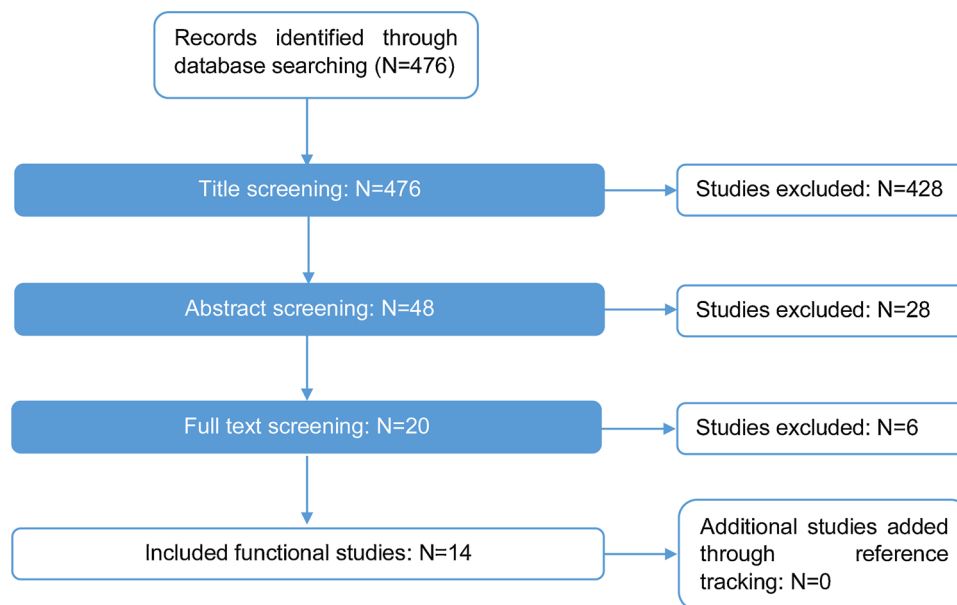 Records identified through
database searching (N=476)
Title screening: N=476
Studies excluded: N=428
Abstract screening: N=48
Studies excluded: N=28
Full text screening: N=20
Studies excluded: N=6
Included functional studies: N=14
Additional studies added
through reference
tracking: N=0